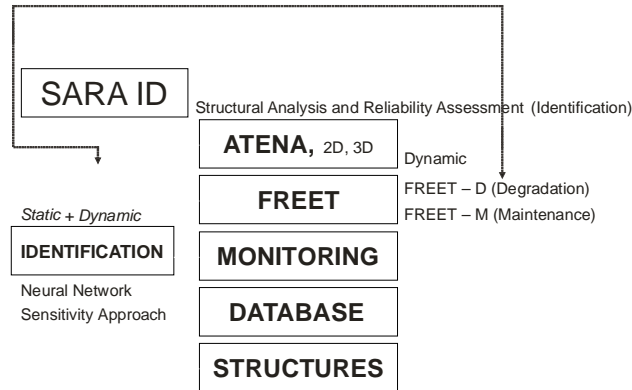 SARA ID
Structural Analysis and Reliability Assessment (Identification)
ATENA, 2D, 3D
Dynamic
FREET
FREET – D (Degradation)
FREET – M (Maintenance)
Static + Dynamic
IDENTIFICATION
MONITORING
Neural Network
Sensitivity Approach
DATABASE
STRUCTURES